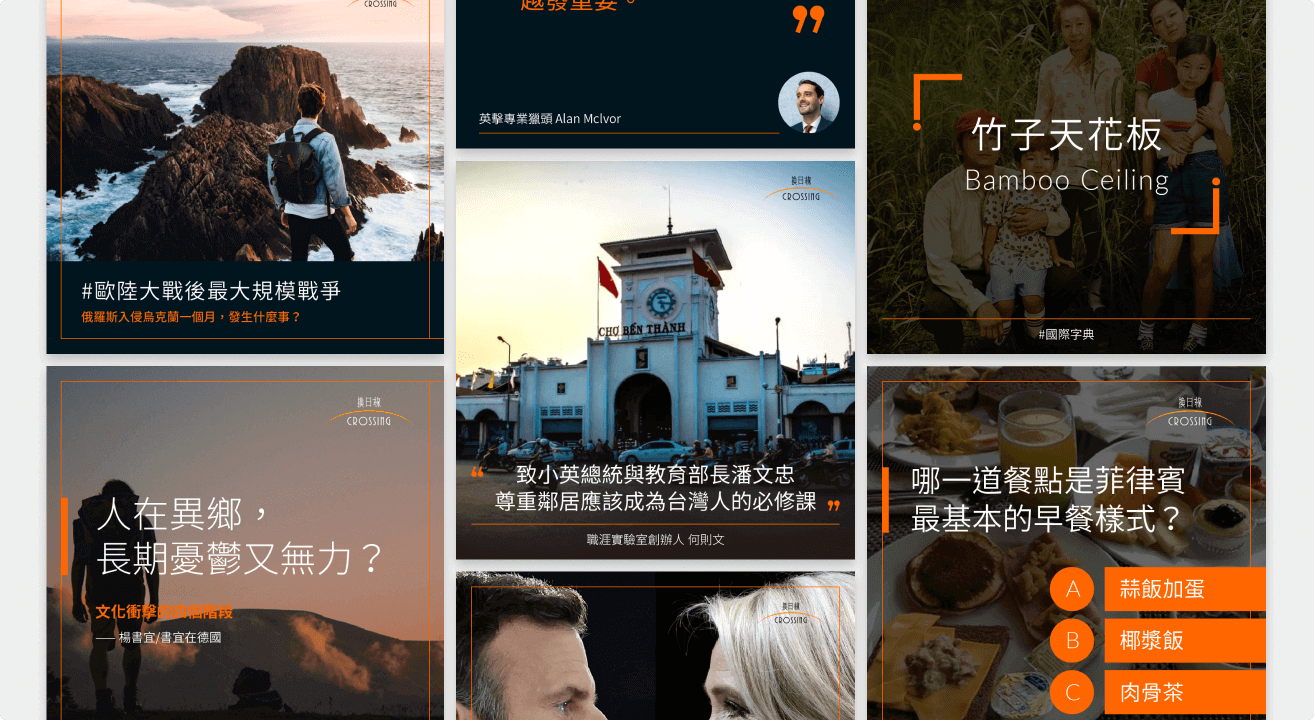 CROSSING
#歐陸大戰後最大規模戰爭
俄羅斯入侵烏克蘭一個月，發生什麼事？
換日線
CROSSING
人在異鄉，
長期憂鬱又無力？
文化衝擊的四個階段
—— 楊書宜/書宜在德國
越發重要。
”
英擊專業獵頭 Alan McIvor
換日線
CROSSING
CHỢ BẾN THÀNH
“ 致小英總統與教育部長潘文忠
尊重鄰居應該成為台灣人的必修課 ”
職涯實驗室創辦人 何則文
換日線
CROSSING
竹子天花板
Bamboo Ceiling
#國際字典
換日線
CROSSING
哪一道餐點是菲律賓
最基本的早餐樣式？
A 蒜飯加蛋
B 椰漿飯
C 肉骨茶